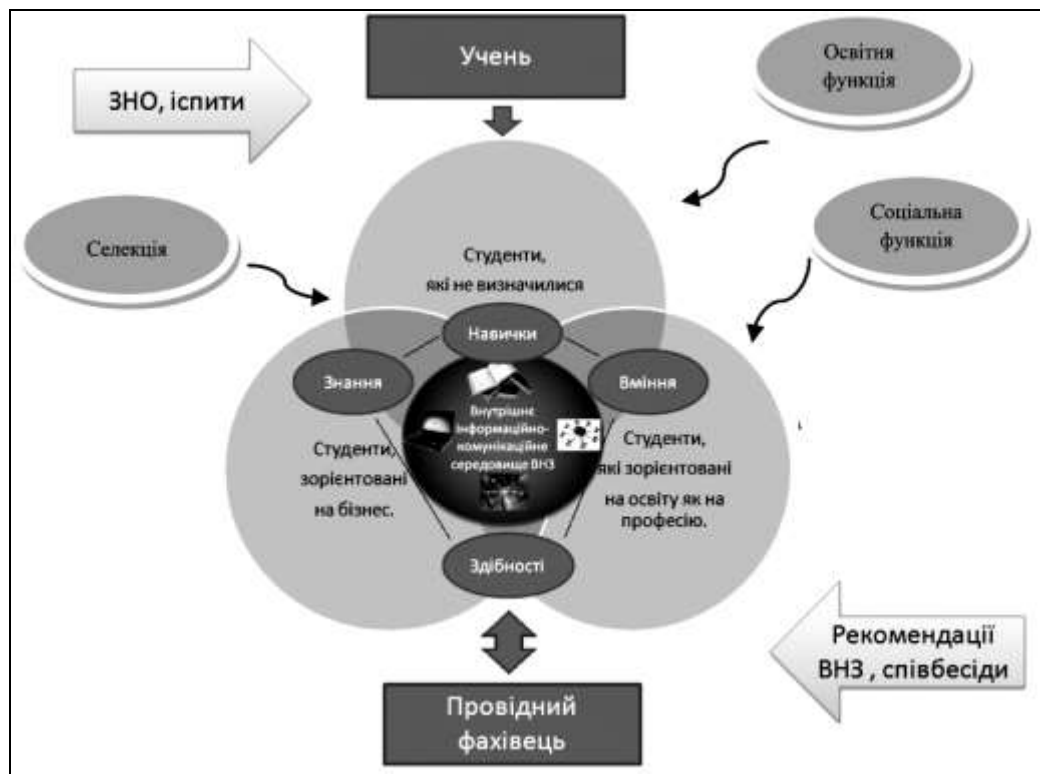 Учень
ЗНО, іспити
Освітня
функція
Соціальна
функція
Селекція
Студенти,
які не визначилися
Навички
Знання
Вміння
Внутрішнє
інформаційно-
комунікаційне
середовище ВНЗ
Студенти,
зорієнтовані
на бізнес.
Студенти,
які зорієнтовані
на освіту як на
професію.
Здібності
Рекомендації
ВНЗ , співбесіди
Провідний
фахівець